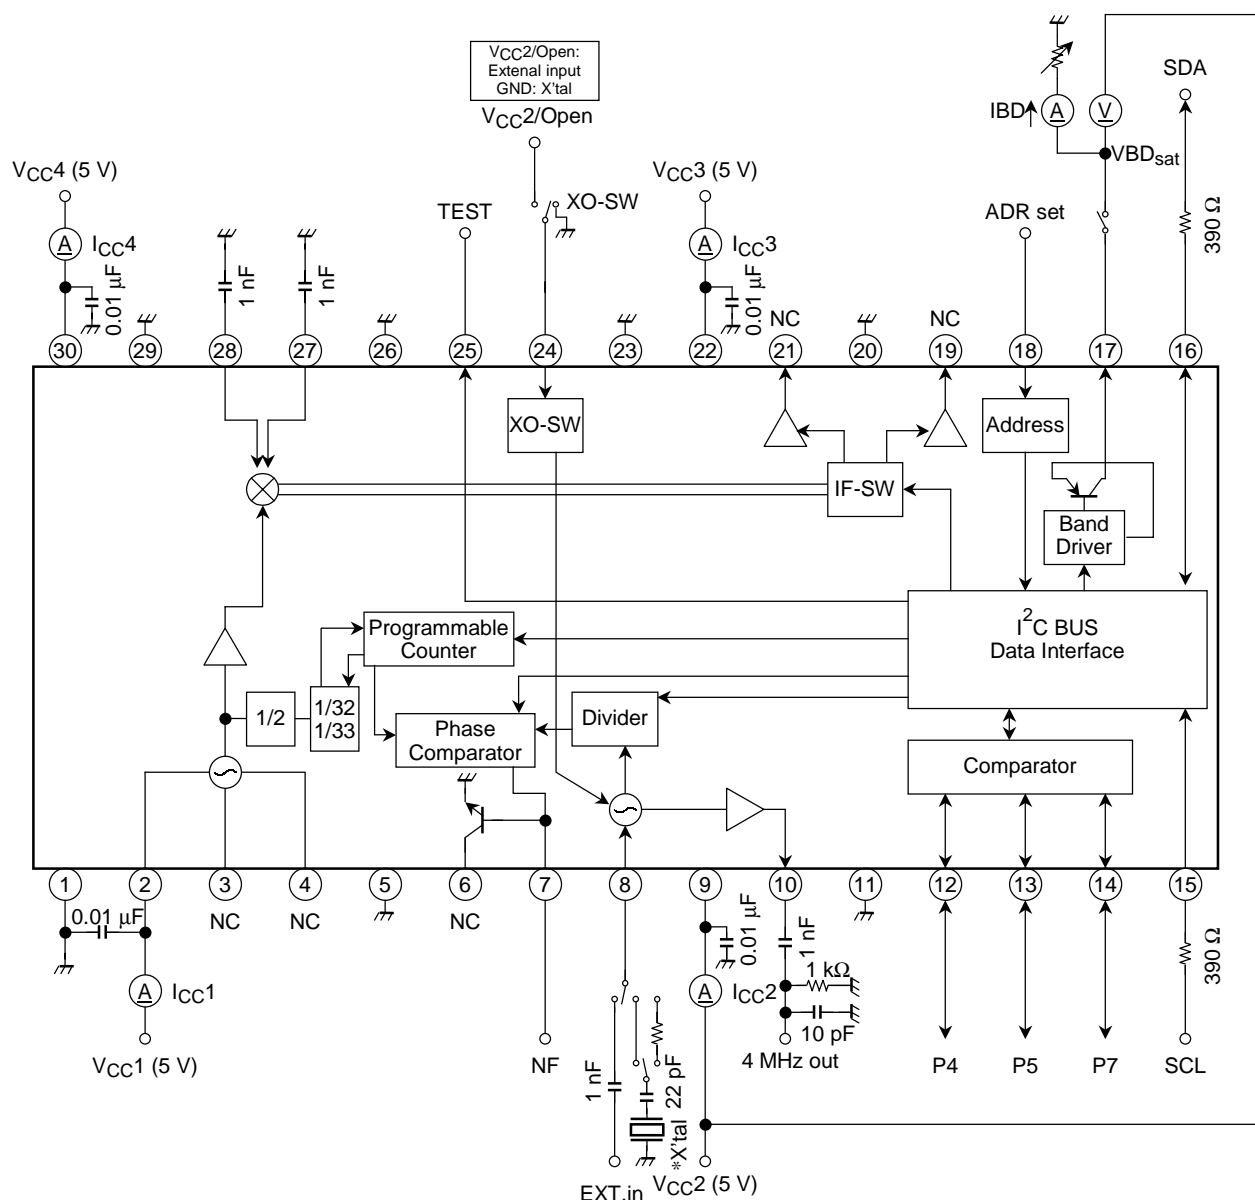 VCC2/Open:
Extenal input
GND: X'tal
VCC2/Open
SDA
IBD
A
V
VBDsat
VCC4 (5 V)
VCC3 (5 V)
XO-SW
TEST
ADR set
A
ICC4
A
ICC3
390 Ω
0.01 µF
1 nF
1 nF
0.01 µF
NC
NC
30
29
28
27
26
25
24
23
22
21
20
19
18
17
16
XO-SW
Address
IF-SW
Band
Driver
I2C BUS
Data Interface
Programmable
Counter
1/2
1/32
1/33
Phase
Comparator
Divider
Comparator
1
2
3
4
5
6
7
8
9
10
11
12
13
14
15
NC
NC
NC
0.01 µF
0.01 µF
1 nF
390 Ω
A
ICC1
A
ICC2
1 kΩ
10 pF
VCC1 (5 V)
NF
1 nF
22 pF
4 MHz out
P4
P5
P7
SCL
*X'tal
EXT.in
VCC2 (5 V)